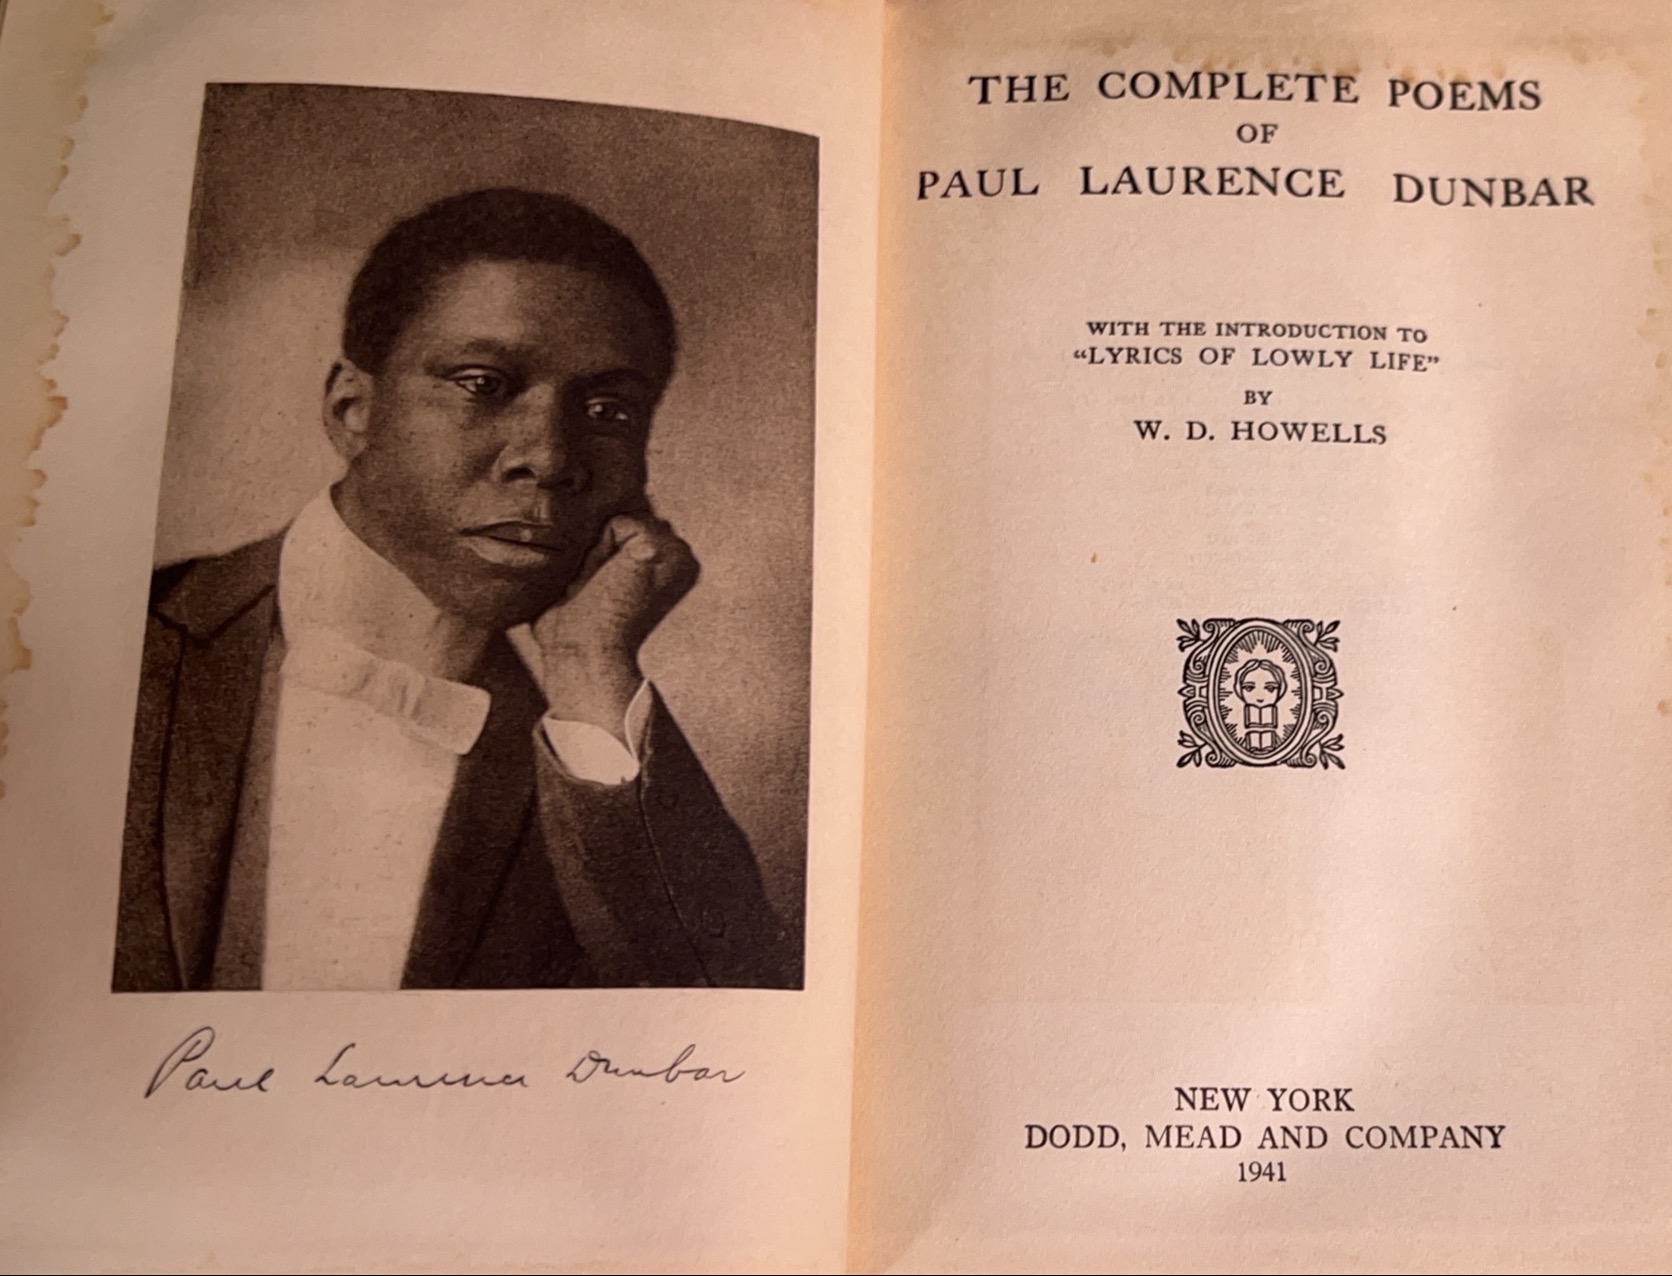 Paul Laurence Dunbar
THE COMPLETE POEMS
OF
PAUL LAURENCE DUNBAR
WITH THE INTRODUCTION TO
“LYRICS OF LOWLY LIFE”
BY
W. D. HOWELLS
NEW YORK
DODD, MEAD AND COMPANY
1941